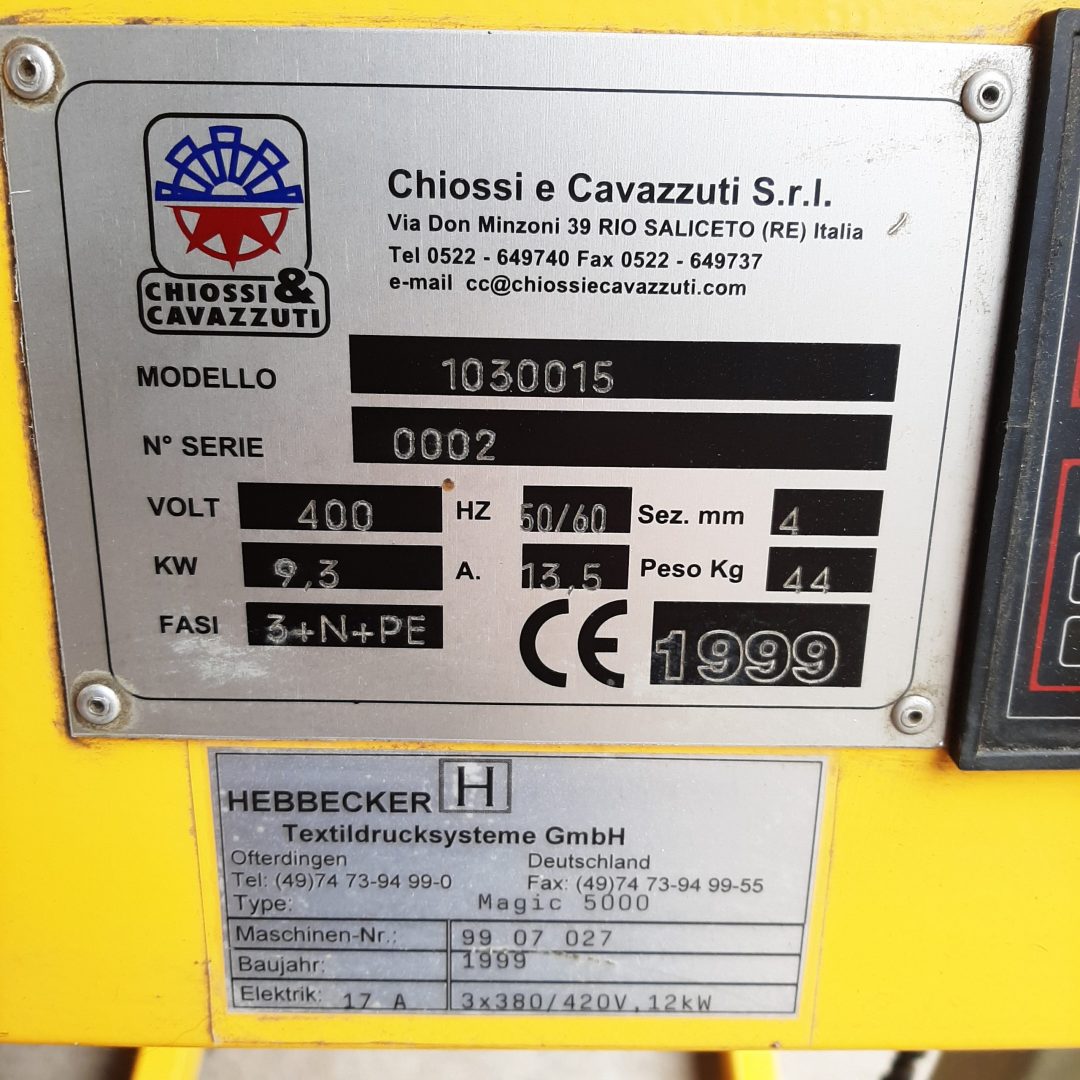 CHIOSSI &
CAVAZZUTI
Chiossi e Cavazzuti S.r.l.
Via Don Minzoni 39 RIO SALICETO (RE) Italia
Tel 0522 - 649740 Fax 0522 - 649737
e-mail cc@chiossiecavazzuti.com
MODELLO 1030015
N° SERIE 0002
VOLT 400 HZ 50/60 Sez. mm 4
KW 9,3 A. 13,5 Peso Kg 44
FASI 3+N+PE CE 1999
HEBBECKER H
Textildrucksysteme GmbH
Ofterdingen Deutschland
Tel: (49)74 73-94 99-0 Fax: (49)74 73-94 99-55
Type: Magic 5000
Maschinen-Nr.: 99 07 027
Baujahr: 1999
Elektrik: 17 A 3x380/420V,12kW